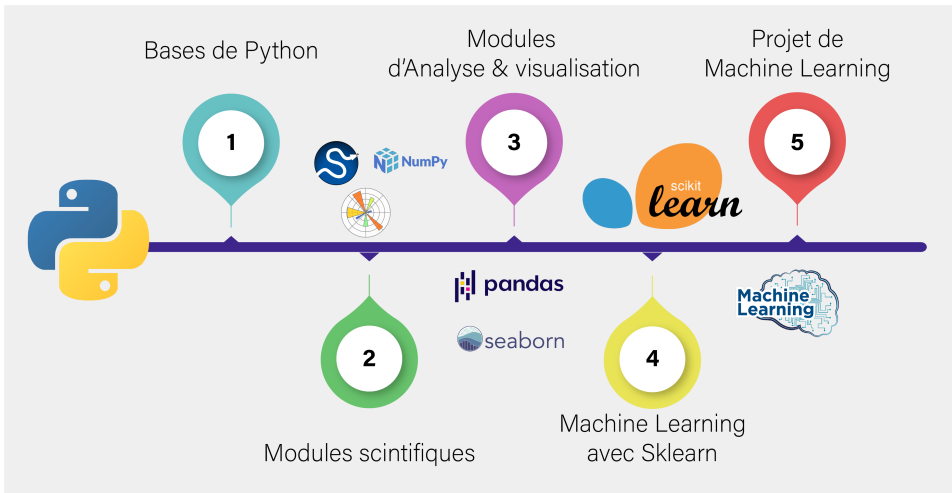 Bases de Python
1
Modules scintifiques
2
NumPy
Modules
d'Analyse & visualisation
3
pandas
seaborn
Machine Learning
avec Sklearn
4
scikit
learn
Projet de
Machine Learning
5
Machine
Learning